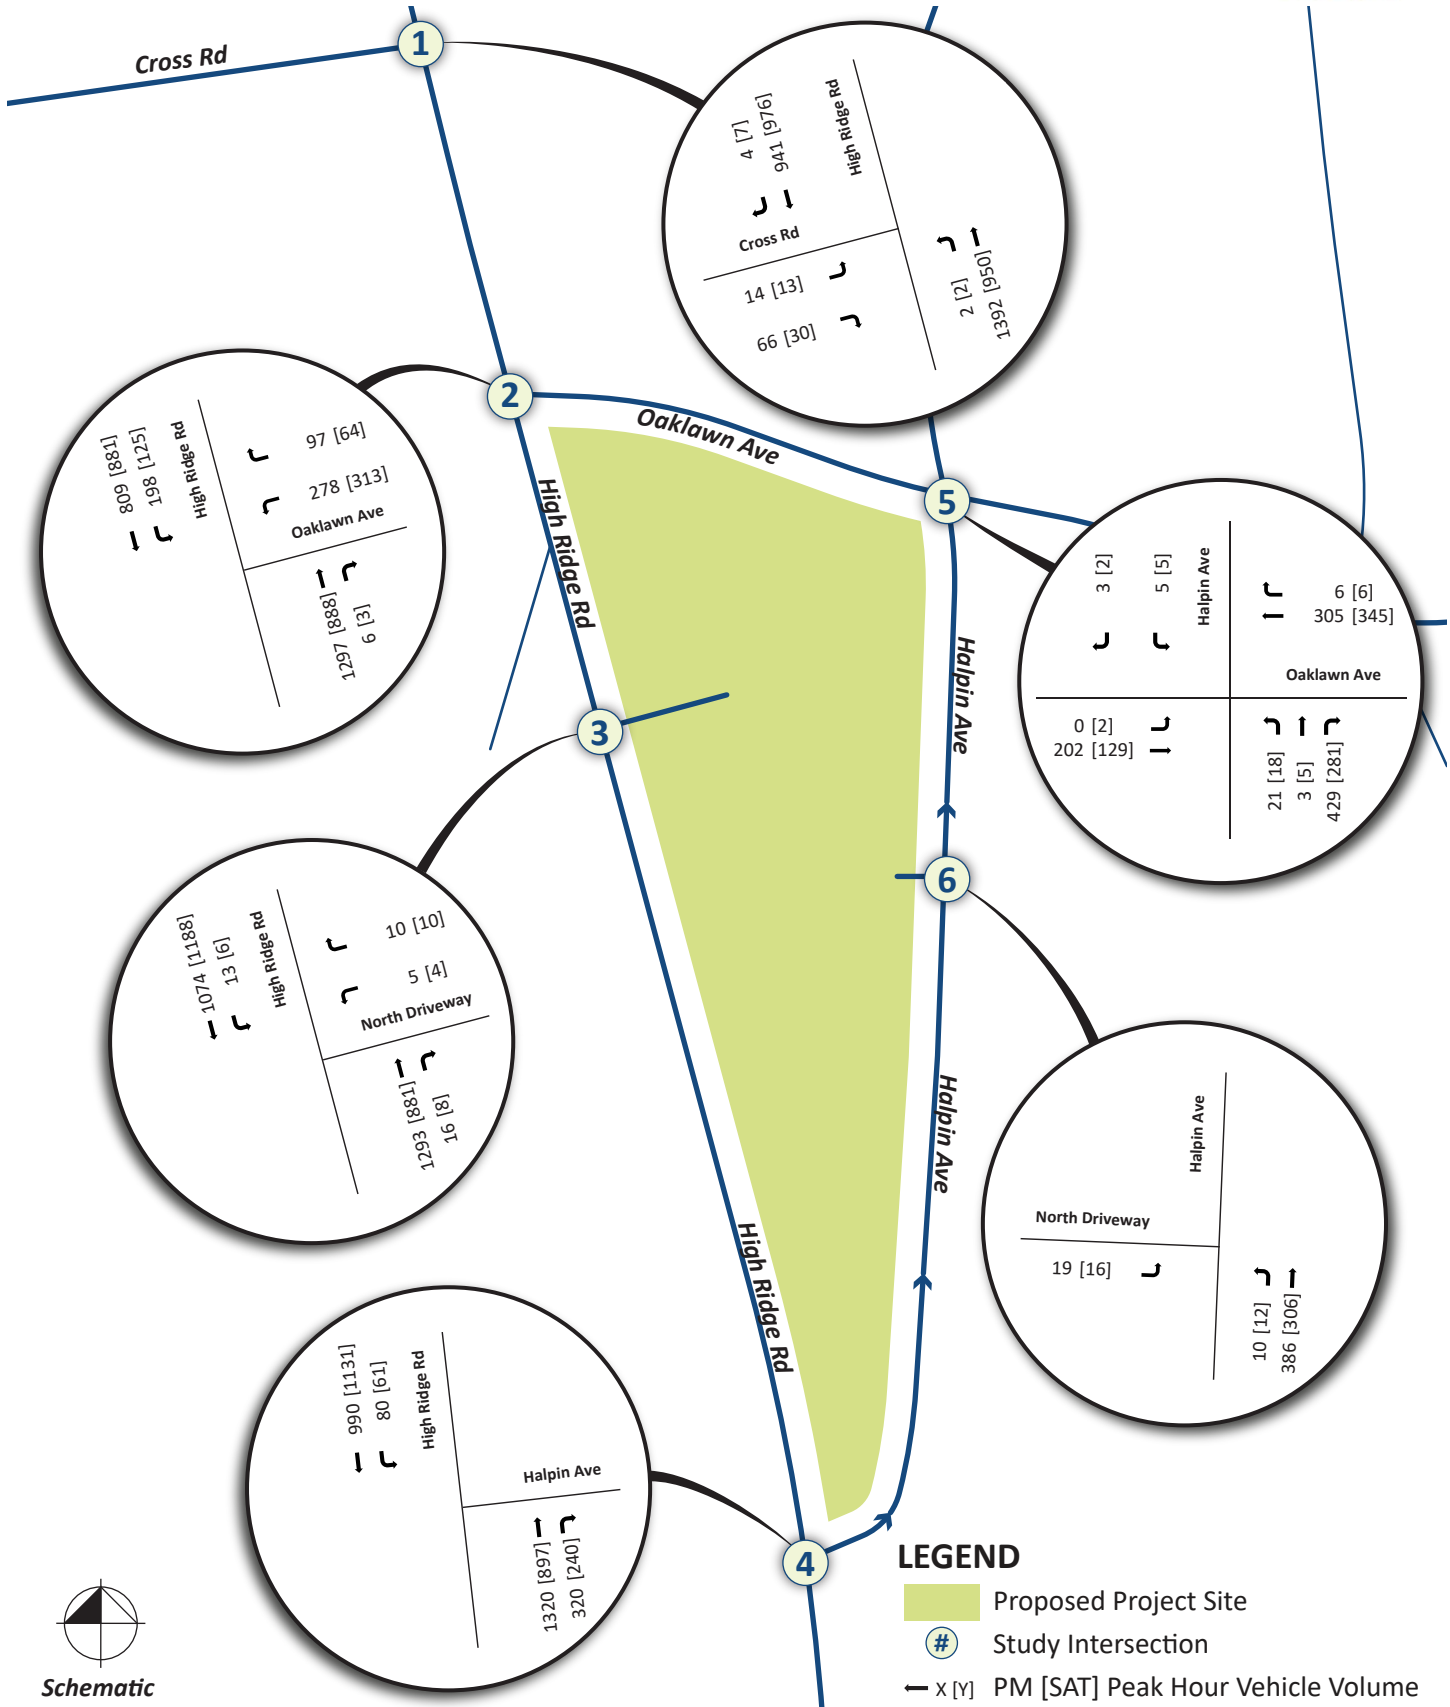 Cross Rd
1
4 [7]
941 [976]
High Ridge Rd
Cross Rd
14 [13]
66 [30]
2 [2]
1392 [950]
2
Oaklawn Ave
809 [881]
198 [125]
High Ridge Rd
97 [64]
278 [313]
Oaklawn Ave
1297 [888]
6 [3]
High Ridge Rd
5
3 [2]
5 [5]
Halpin Ave
6 [6]
305 [345]
Oaklawn Ave
0 [2]
202 [129]
21 [18]
3 [5]
429 [281]
Halpin Ave
3
1074 [1188]
13 [6]
High Ridge Rd
10 [10]
5 [4]
North Driveway
1293 [881]
16 [8]
6
Halpin Ave
Halpin Ave
North Driveway
19 [16]
10 [12]
386 [306]
High Ridge Rd
990 [1131]
80 [61]
High Ridge Rd
Halpin Ave
1320 [897]
320 [240]
4
LEGEND
Proposed Project Site
# Study Intersection
X [Y] PM [SAT] Peak Hour Vehicle Volume
Schematic